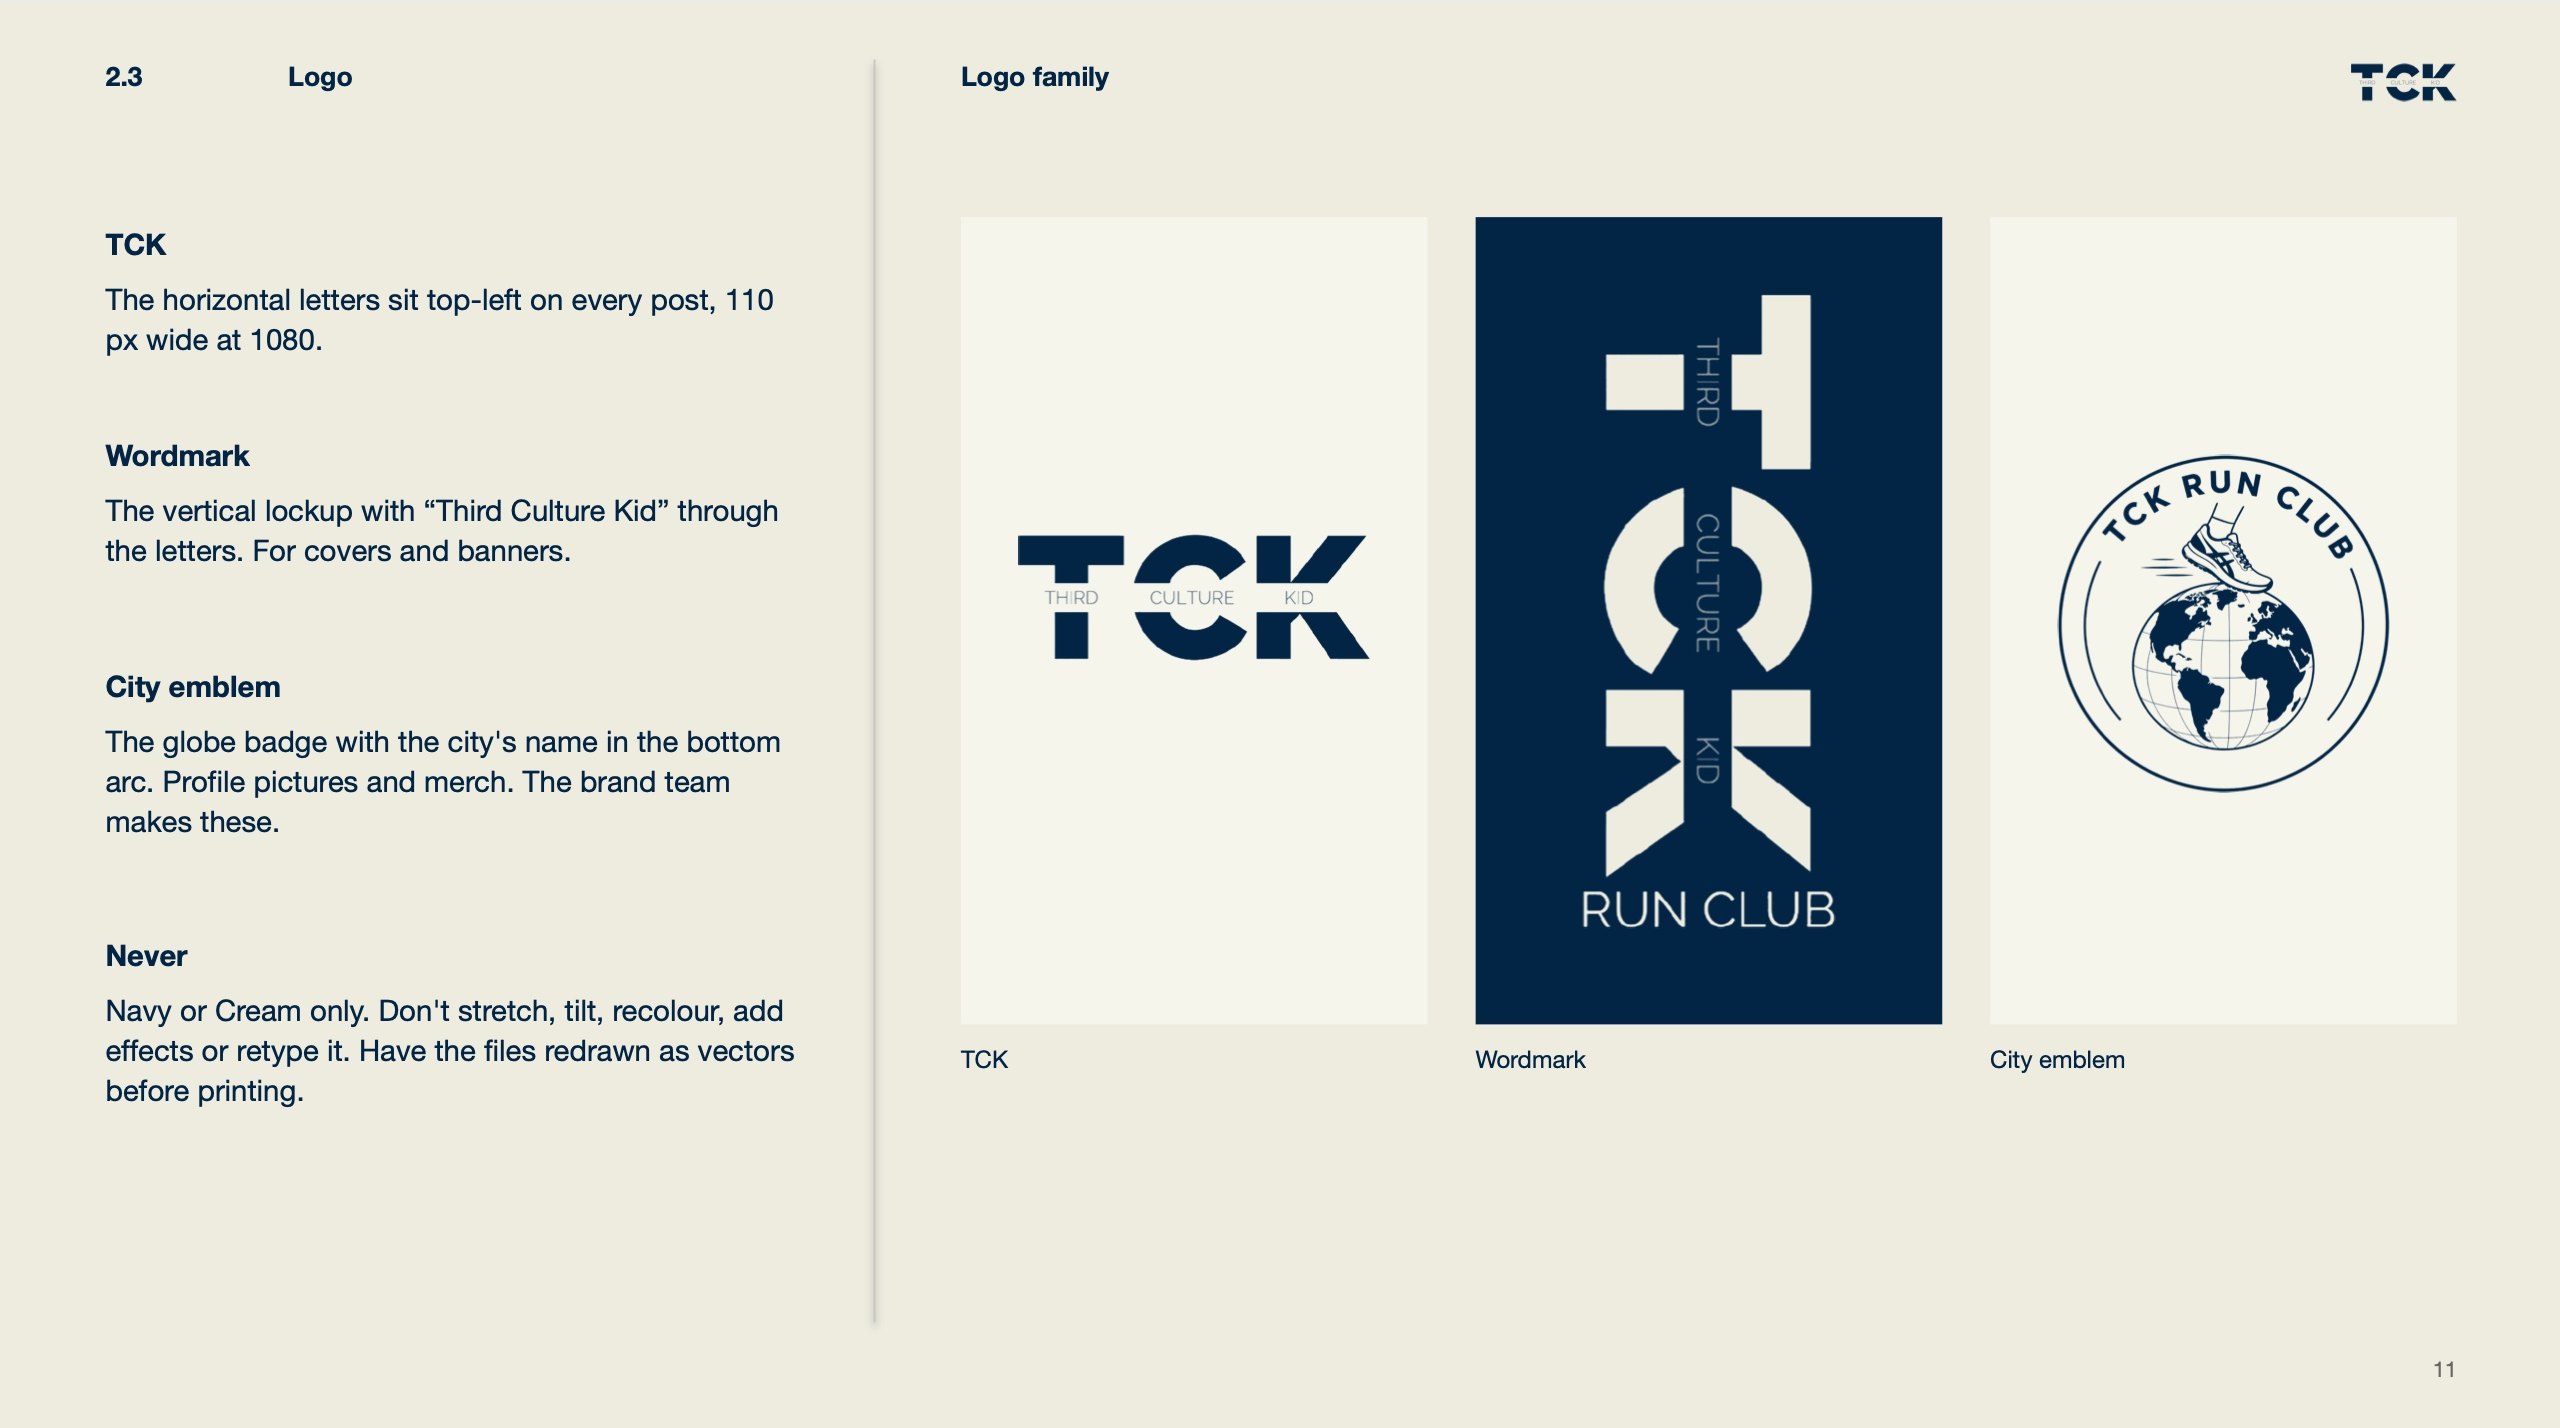 2.3 Logo
Logo family
TCK
THIRD CULTURE KID
TCK
The horizontal letters sit top-left on every post, 110
px wide at 1080.
Wordmark
The vertical lockup with “Third Culture Kid” through
the letters. For covers and banners.
City emblem
The globe badge with the city's name in the bottom
arc. Profile pictures and merch. The brand team
makes these.
Never
Navy or Cream only. Don't stretch, tilt, recolour, add
effects or retype it. Have the files redrawn as vectors
before printing.
TCK
THIRD CULTURE KID
TCK
TCK
THIRD CULTURE KID
RUN CLUB
Wordmark
TCK RUN CLUB
City emblem
11